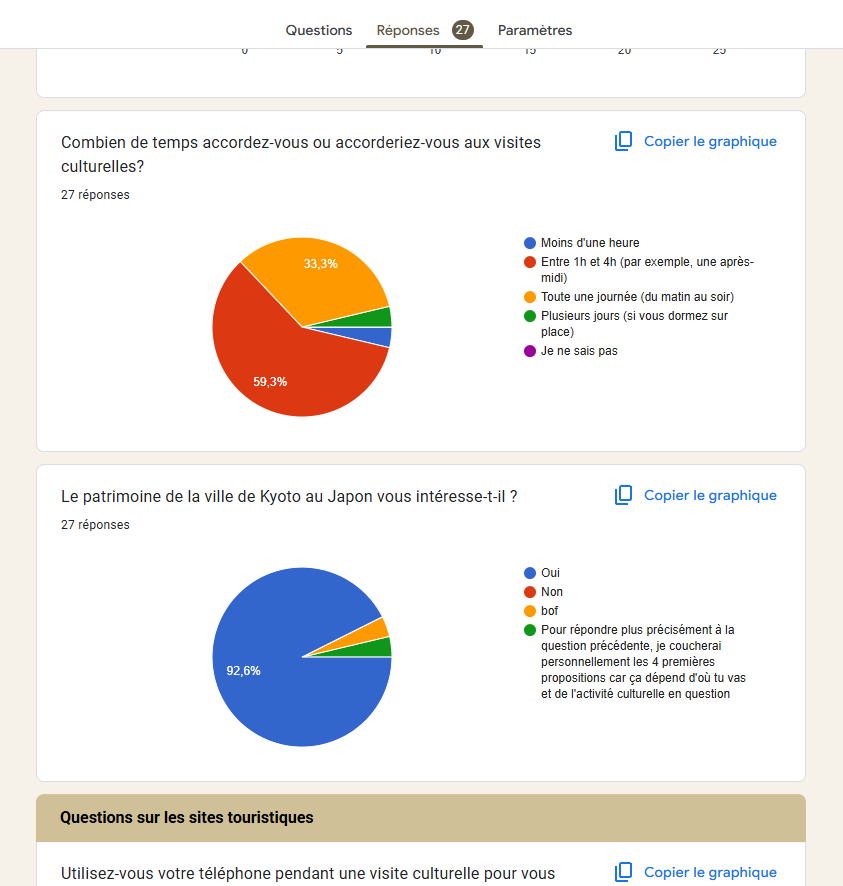 Questions
Réponses 27
Paramètres
0 5 10 15 20 25
Combien de temps accordez-vous ou accorderiez-vous aux visites
culturelles?
Copier le graphique
27 réponses
33,3%
59,3%
Moins d'une heure
Entre 1h et 4h (par exemple, une après-
midi)
Toute une journée (du matin au soir)
Plusieurs jours (si vous dormez sur
place)
Je ne sais pas
Le patrimoine de la ville de Kyoto au Japon vous intéresse-t-il ?
Copier le graphique
27 réponses
92,6%
Oui
Non
bof
Pour répondre plus précisément à la
question précédente, je coucherai
personnellement les 4 premières
propositions car ça dépend d'où tu vas
et de l'activité culturelle en question
Questions sur les sites touristiques
Utilisez-vous votre téléphone pendant une visite culturelle pour vous
Copier le graphique